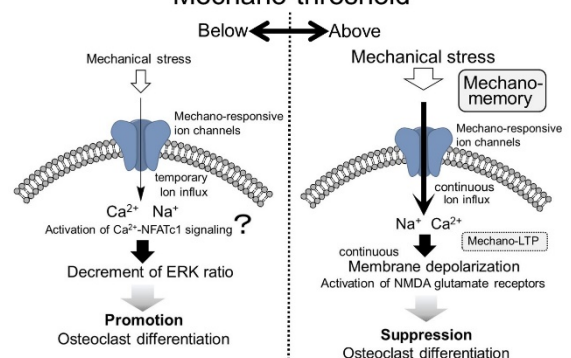 Mechano-threshold
Below Above
Mechanical stress
Mechano-responsive
ion channels
temporary
Ion influx
Ca²⁺ Na⁺
Activation of Ca²⁺-NFATc1 signaling ?
Decrement of ERK ratio
Promotion
Osteoclast differentiation
Mechanical stress
Mechano-
memory
Mechano-responsive
ion channels
continuous
Ion influx
Na⁺ Ca²⁺
Mechano-LTP
continuous
Membrane depolarization
Activation of NMDA glutamate receptors
Suppression
Osteoclast differentiation